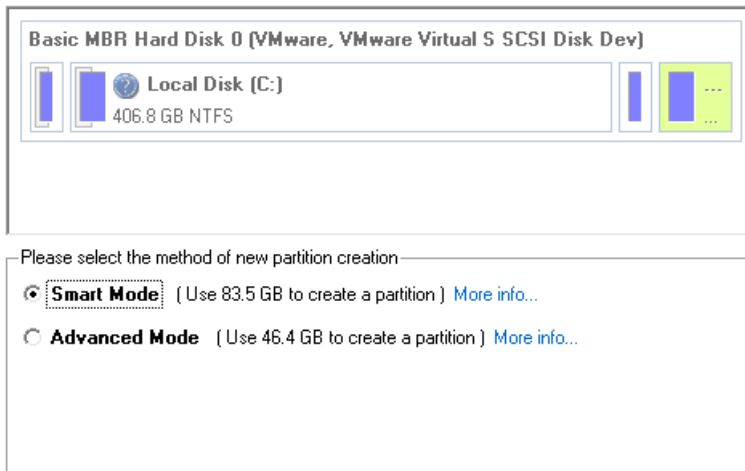 Basic MBR Hard Disk 0 (VMware, VMware Virtual S SCSI Disk Dev)
Local Disk (C:)
...
406.8 GB NTFS
...
Please select the method of new partition creation
Smart Mode ( Use 83.5 GB to create a partition ) More info...
Advanced Mode ( Use 46.4 GB to create a partition ) More info...